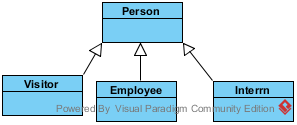 Person
Visitor
Employee
Interrn
Powered By Visual Paradigm Community Edition